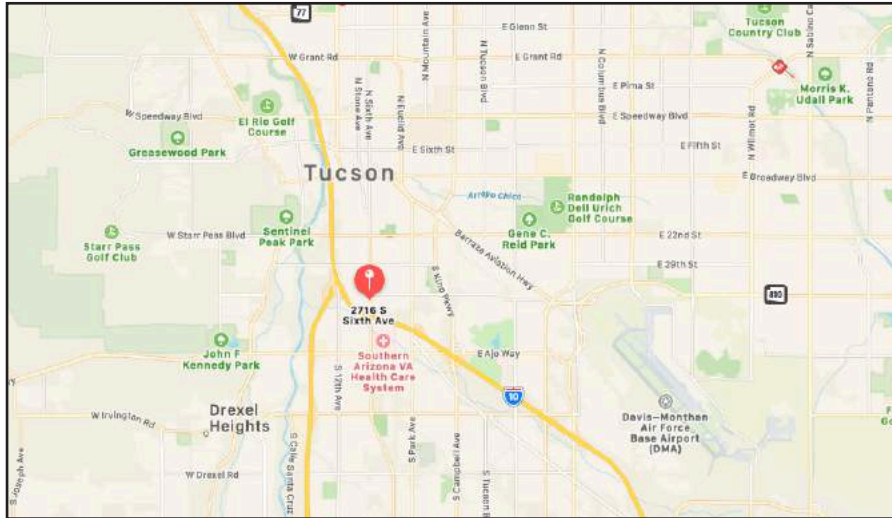 77
E Glenn St
Tucson
Country Club
W Grant Rd
E Grant Rd
N Mountain Ave
N Tucson Blvd
N Columbus Blvd
N Sabino Ca
E Pima St
Morris K.
Udall Park
N Pantano Rd
N Stone Ave
N Sixth Ave
N Euclid Ave
El Rio Golf
Course
W Speedway Blvd
E Speedway Blvd
Greasewood Park
E Sixth St
E Fifth St
N Wilmot Rd
Tucson
E Broadway Blvd
Arroyo Chico
Randolph
Dell Urich
Golf Course
Sentinel
Peak Park
Gene C.
Reid Park
Starr Pass
Golf Club
W Starr Pass Blvd
E 22nd St
Barraza Aviation Hwy
E 29th St
S Kino Pkwy
2716 S
Sixth Ave
John F
Kennedy Park
Southern
Arizona VA
Health Care
System
E Ajo Way
S 12th Ave
10
Davis-Monthan
Air Force
Base Airport
(DMA)
W Irvington Rd
Drexel
Heights
S Park Ave
S Campbell Ave
S Calle Santa Cruz
W Drexel Rd
S Tucson B
S Joseph Ave
F
Go